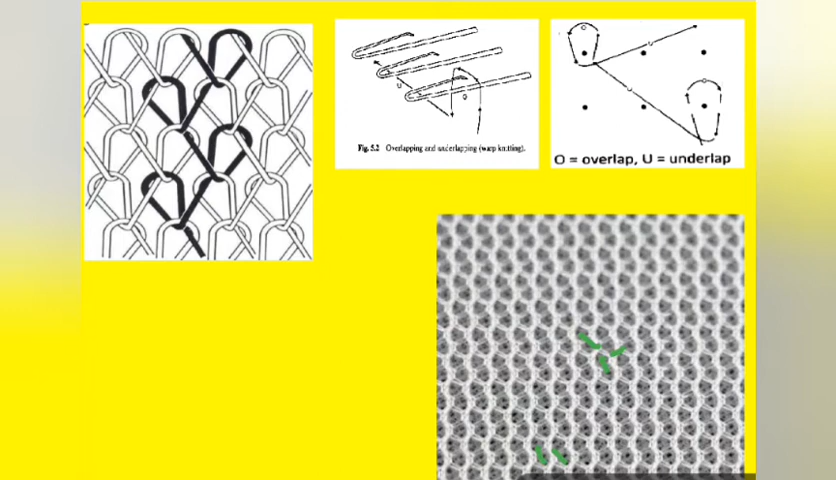 Fig. 5.2 Overlapping and underlapping (warp knitting).
O = overlap, U = underlap